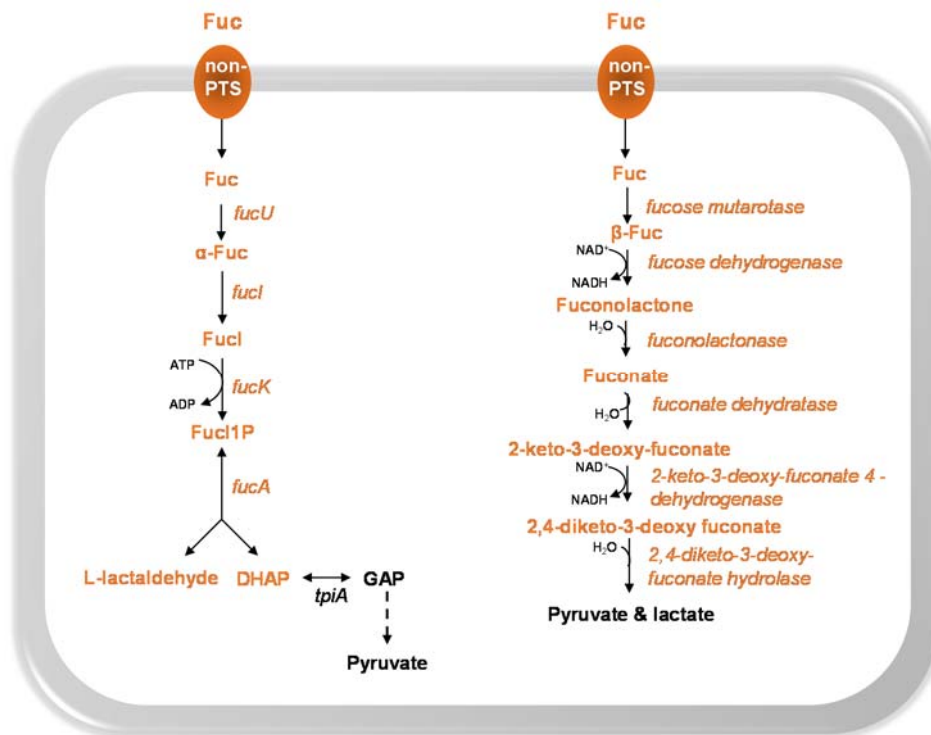 Fuc
non-
PTS
Fuc
fucU
α-Fuc
fucI
Fucl
ATP
fucK
ADP
Fucl1P
fucA
L-lactaldehyde DHAP
tpiA
GAP
Pyruvate
Fuc
non-
PTS
Fuc
fucose mutarotase
β-Fuc
NAD⁺
fucose dehydrogenase
NADH
Fuconolactone
H₂O
fuconolactonase
Fuconate
fuconate dehydratase
H₂O
2-keto-3-deoxy-fuconate
NAD⁺
2-keto-3-deoxy-fuconate 4 -
dehydrogenase
NADH
2,4-diketo-3-deoxy fuconate
H₂O
2,4-diketo-3-deoxy-
fuconate hydrolase
Pyruvate & lactate